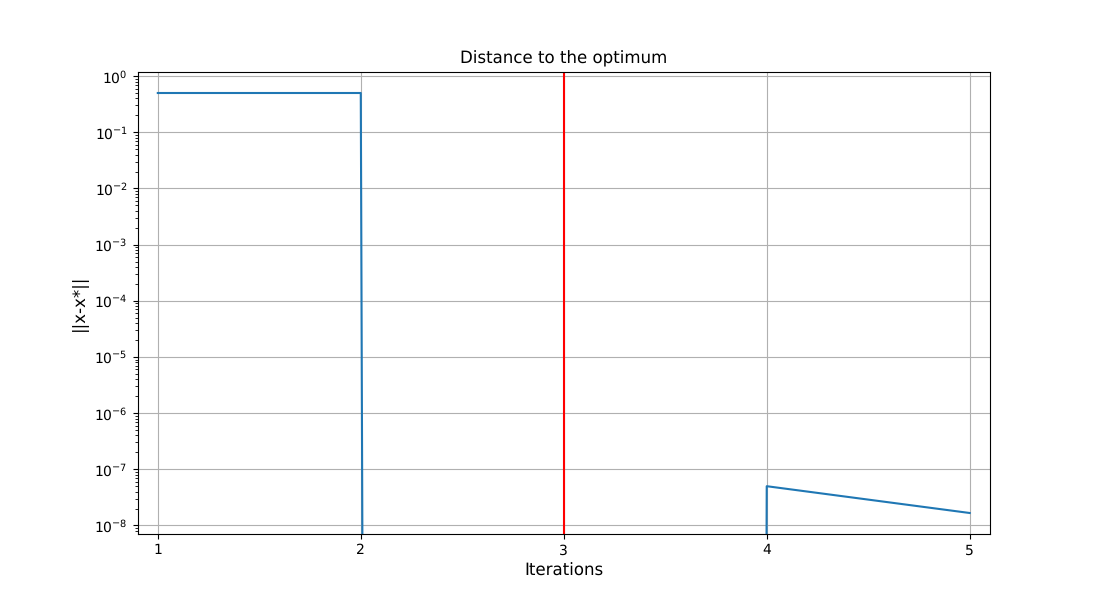 Distance to the optimum
||x-x*||
10⁰
10⁻¹
10⁻²
10⁻³
10⁻⁴
10⁻⁵
10⁻⁶
10⁻⁷
10⁻⁸
1 2 3 4 5
Iterations